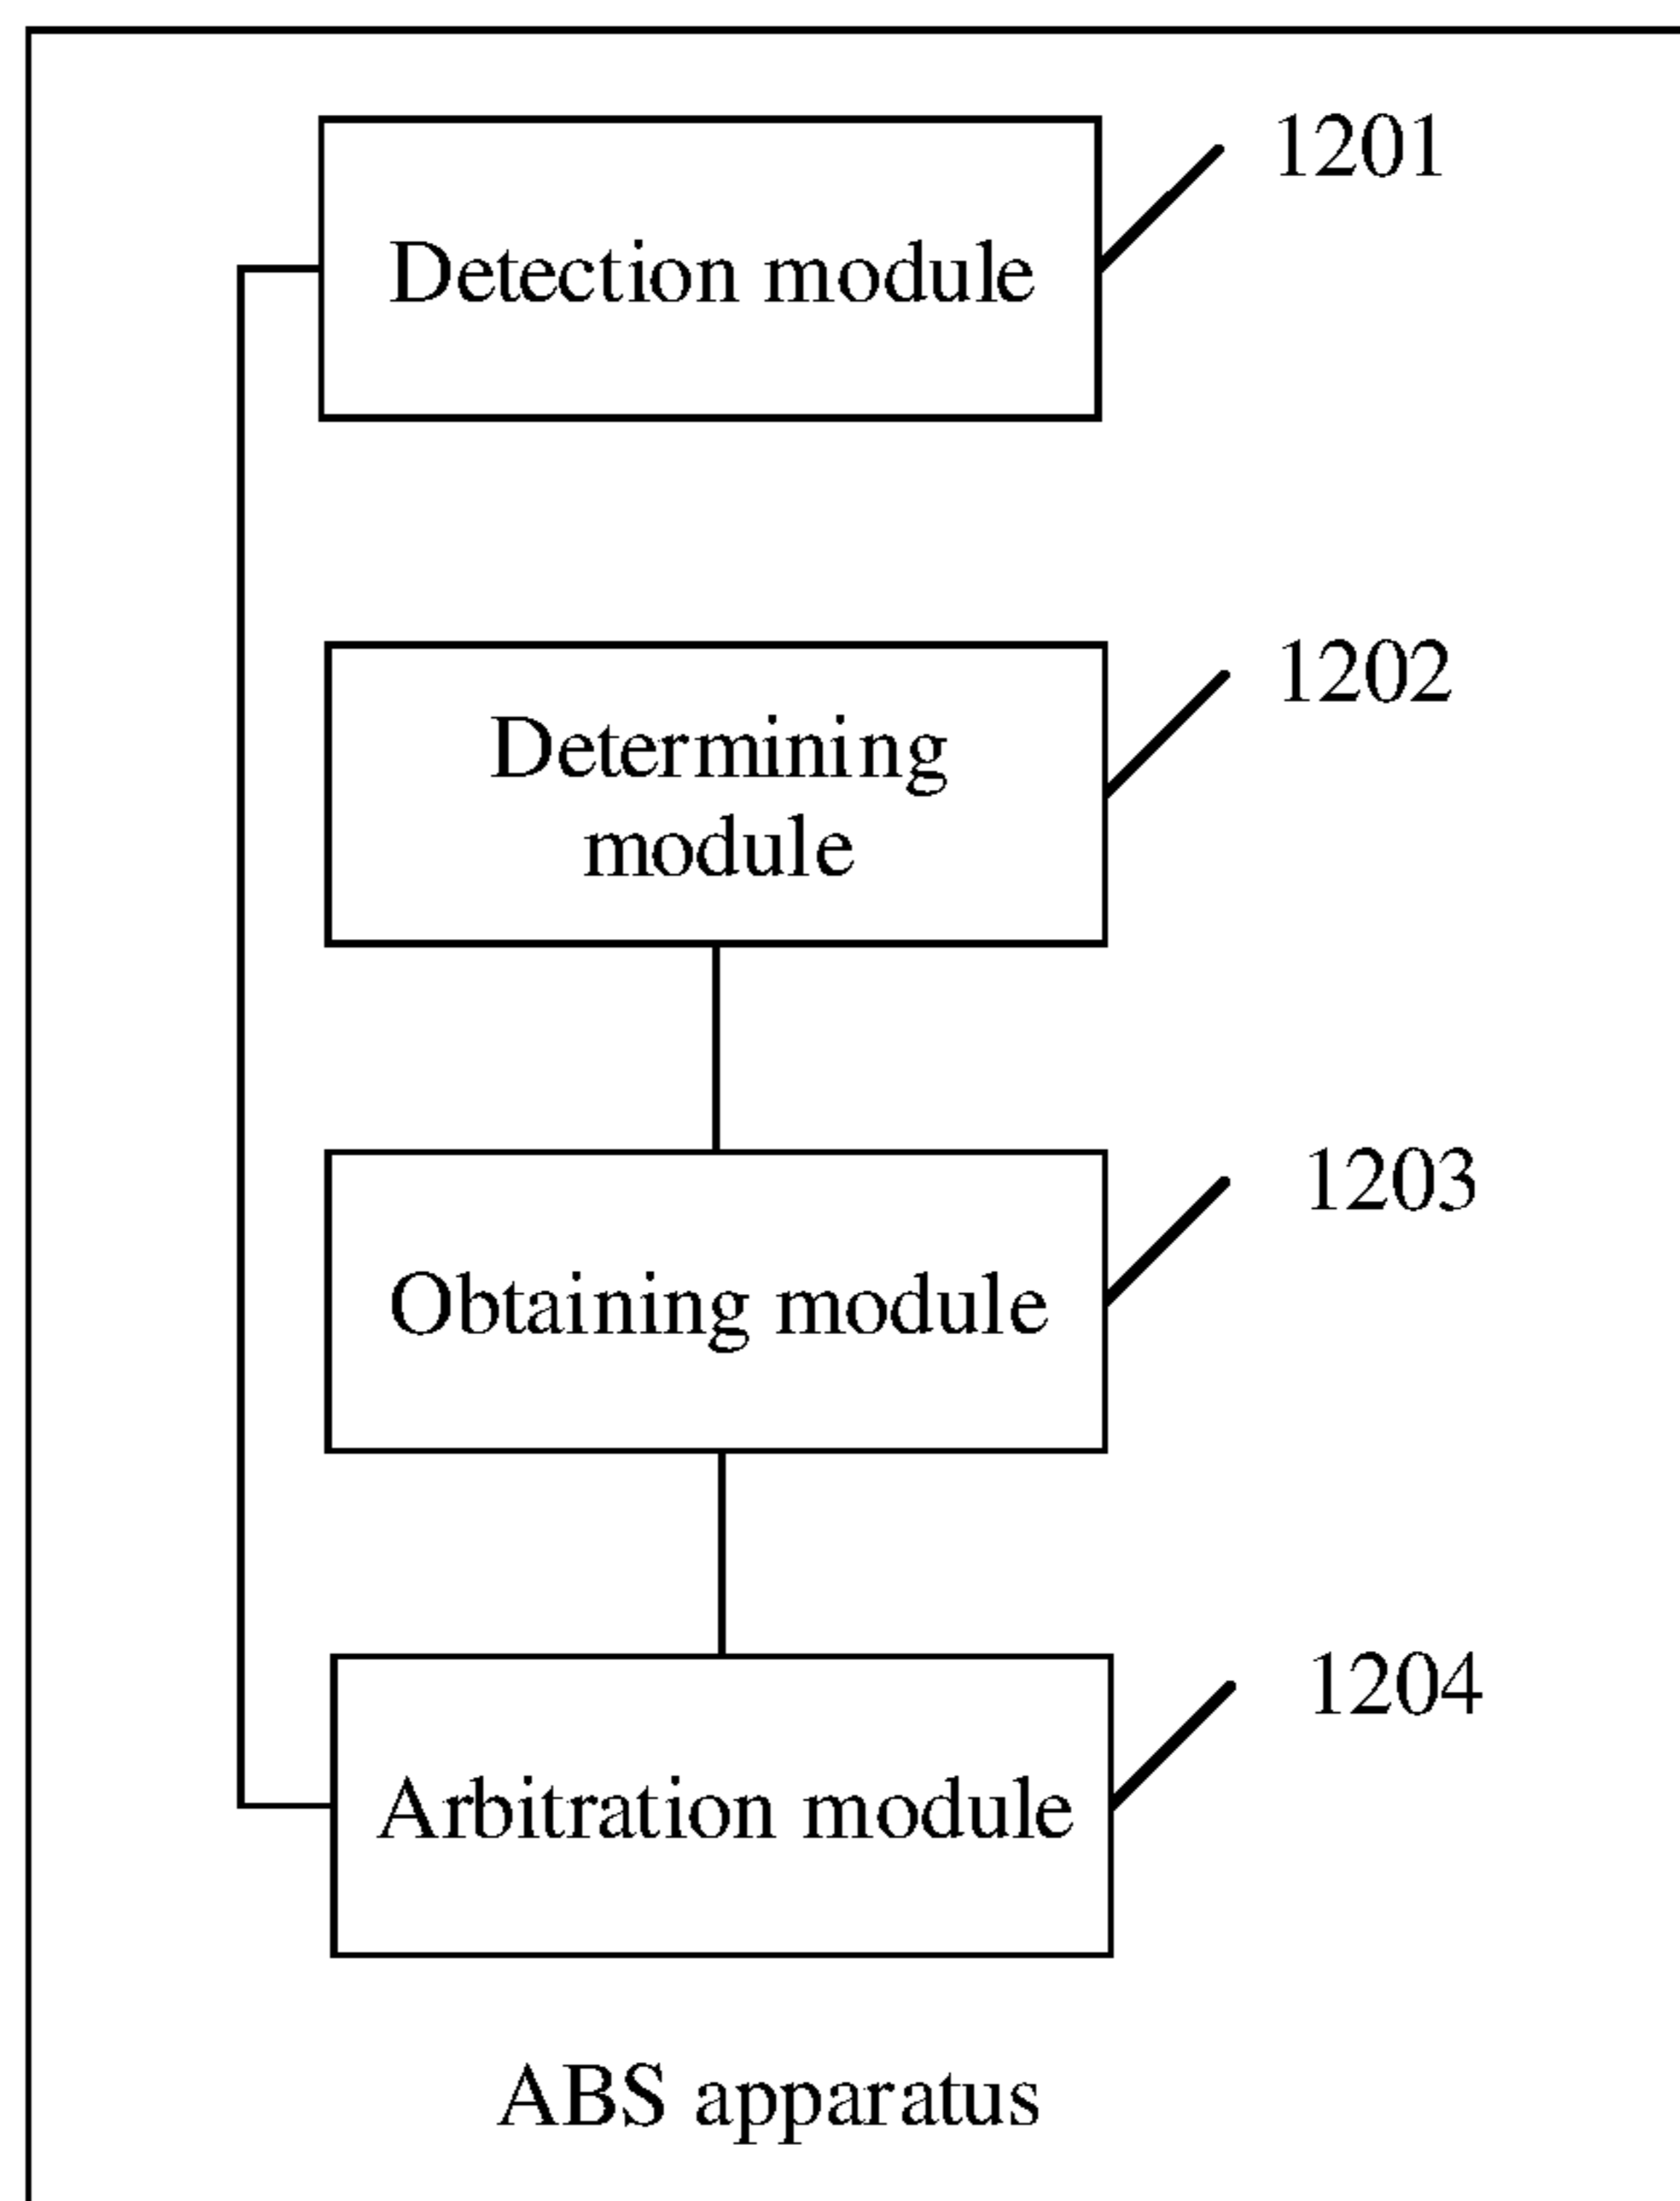 1201
Detection module
1202
Determining
module
1203
Obtaining module
1204
Arbitration module
ABS apparatus